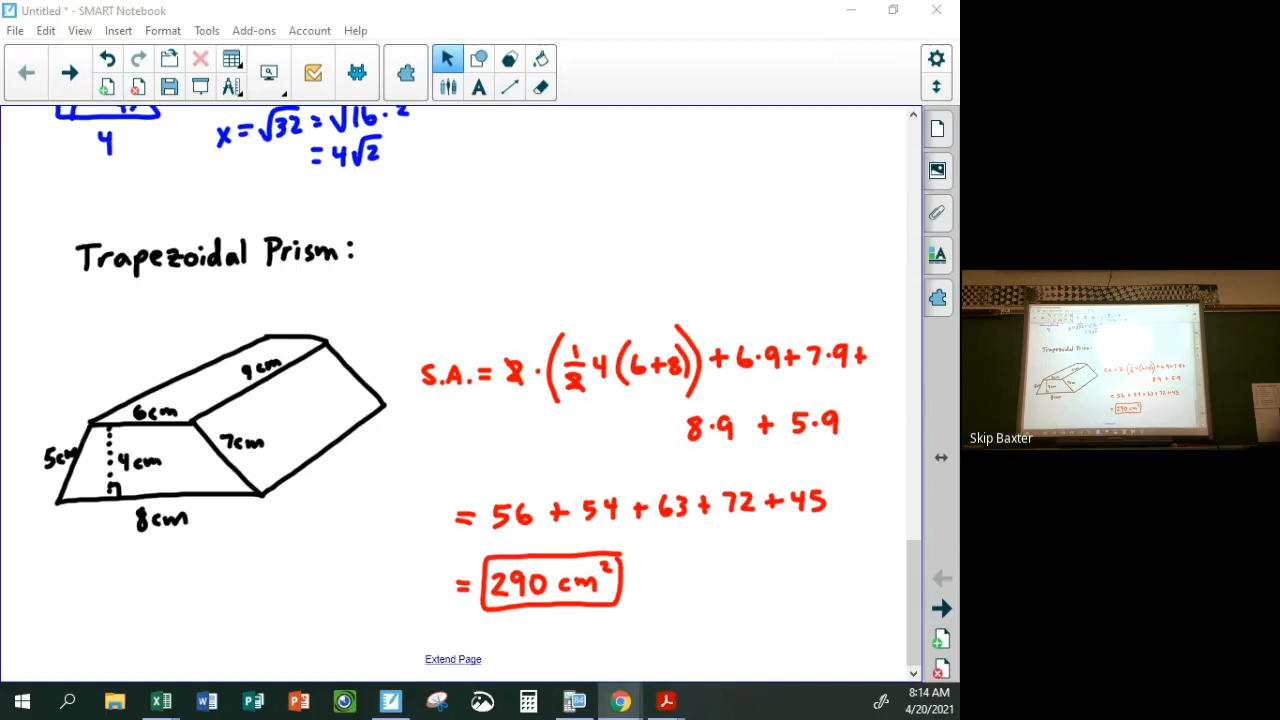 Untitled * - SMART Notebook
File Edit View Insert Format Tools Add-ons Account Help
4
x = √32 = √16·2
= 4√2
Trapezoidal Prism:
9cm
6cm
5cm
4cm
7cm
8cm
S.A. = 2 · (1/2 4 (6+8)) + 6·9 + 7·9 +
8·9 + 5·9
= 56 + 54 + 63 + 72 + 45
= 290 cm²
Extend Page
Skip Baxter
8:14 AM
4/20/2021